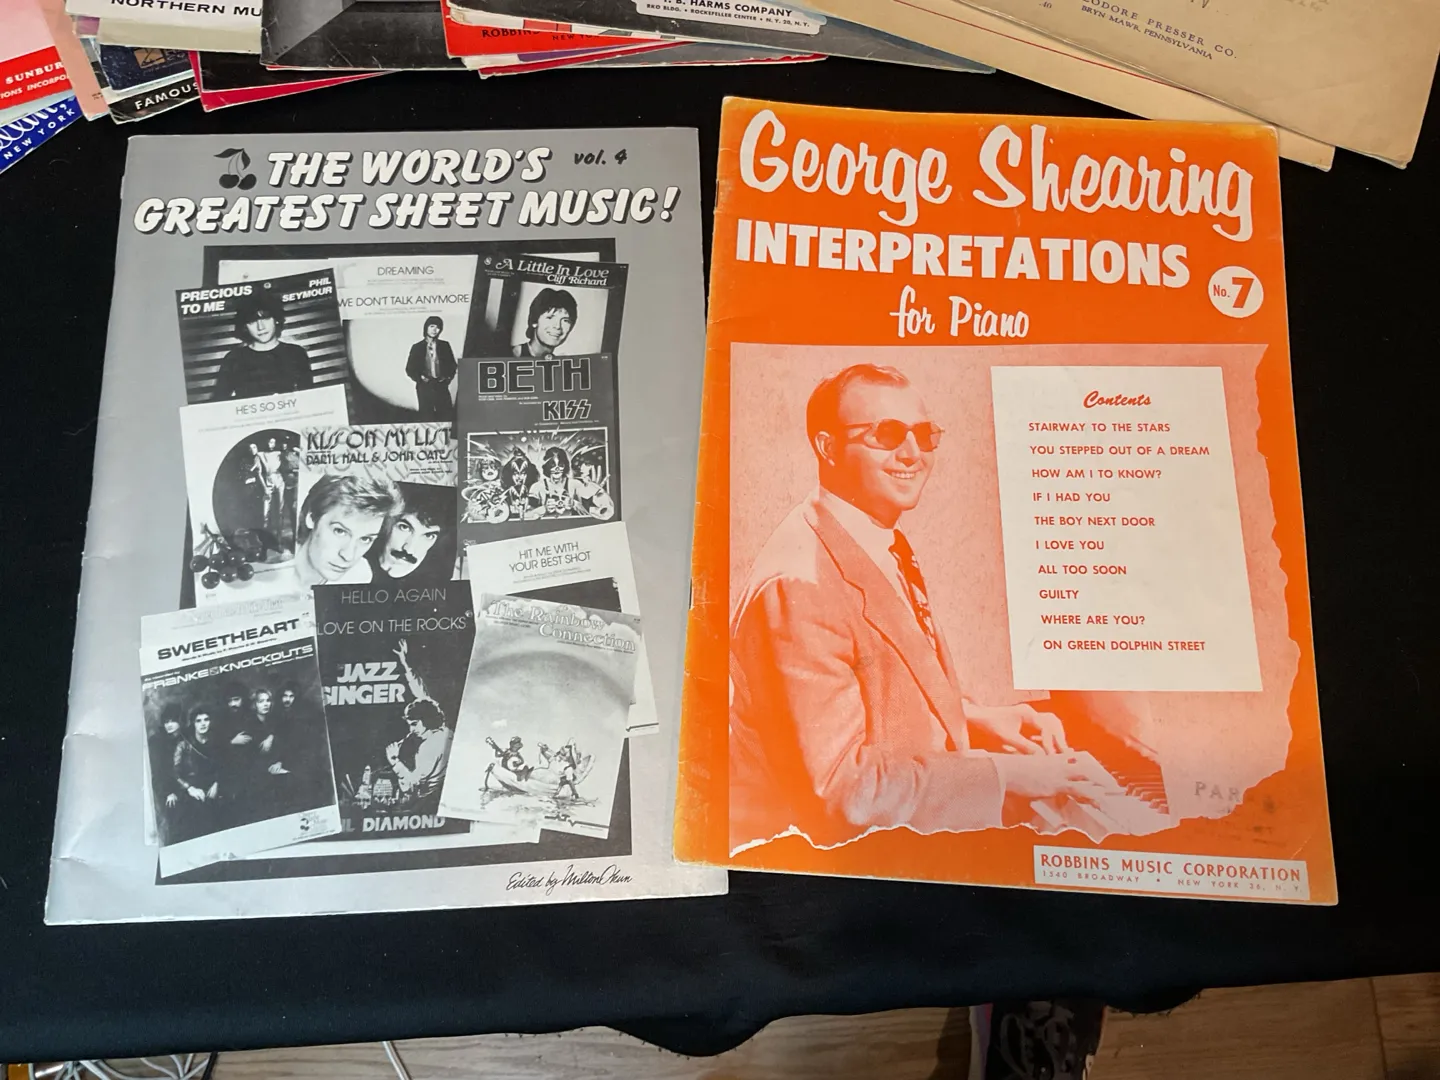 SUNBUR
IONS INCORPO
NEW YORK
NORTHERN MU
FAMOUS
ROBBINS
NEW
B. HARMS COMPANY
BRO BLDG. • ROCKEFELLER CENTER • N.Y. 20, N.Y.
EODORE PRESSER CO.
BRYN MAWR, PENNSYLVANIA
THE WORLD'S vol. 4
GREATEST SHEET MUSIC!
PRECIOUS
TO ME
PHIL
SEYMOUR
DREAMING
WE DON'T TALK ANYMORE
A Little In Love
Cliff Richard
BETH
KISS
HE'S SO SHY
KISS ON MY LIST
DARYL HALL & JOHN OATES
HIT ME WITH
YOUR BEST SHOT
SWEETHEART
FRANKE & KNOCKOUTS
HELLO AGAIN
LOVE ON THE ROCKS
JAZZ
SINGER
IL DIAMOND
The Rainbow
Connection
Edited by Milton Okun
George Shearing
INTERPRETATIONS
No. 7
for Piano
Contents
STAIRWAY TO THE STARS
YOU STEPPED OUT OF A DREAM
HOW AM I TO KNOW?
IF I HAD YOU
THE BOY NEXT DOOR
I LOVE YOU
ALL TOO SOON
GUILTY
WHERE ARE YOU?
ON GREEN DOLPHIN STREET
ROBBINS MUSIC CORPORATION
1540 BROADWAY • NEW YORK 36, N.Y.